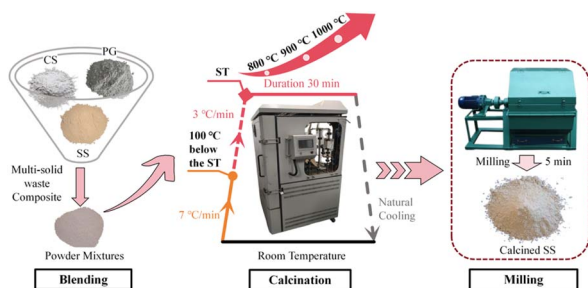 CS
PG
SS
Multi-solid
waste
Composite
Powder Mixtures
Blending
800 °C
900 °C
1000 °C
ST
Duration 30 min
3 °C/min
100 °C
below
the ST
7 °C/min
Natural
Cooling
Room Temperature
Calcination
Milling
5 min
Calcined SS
Milling